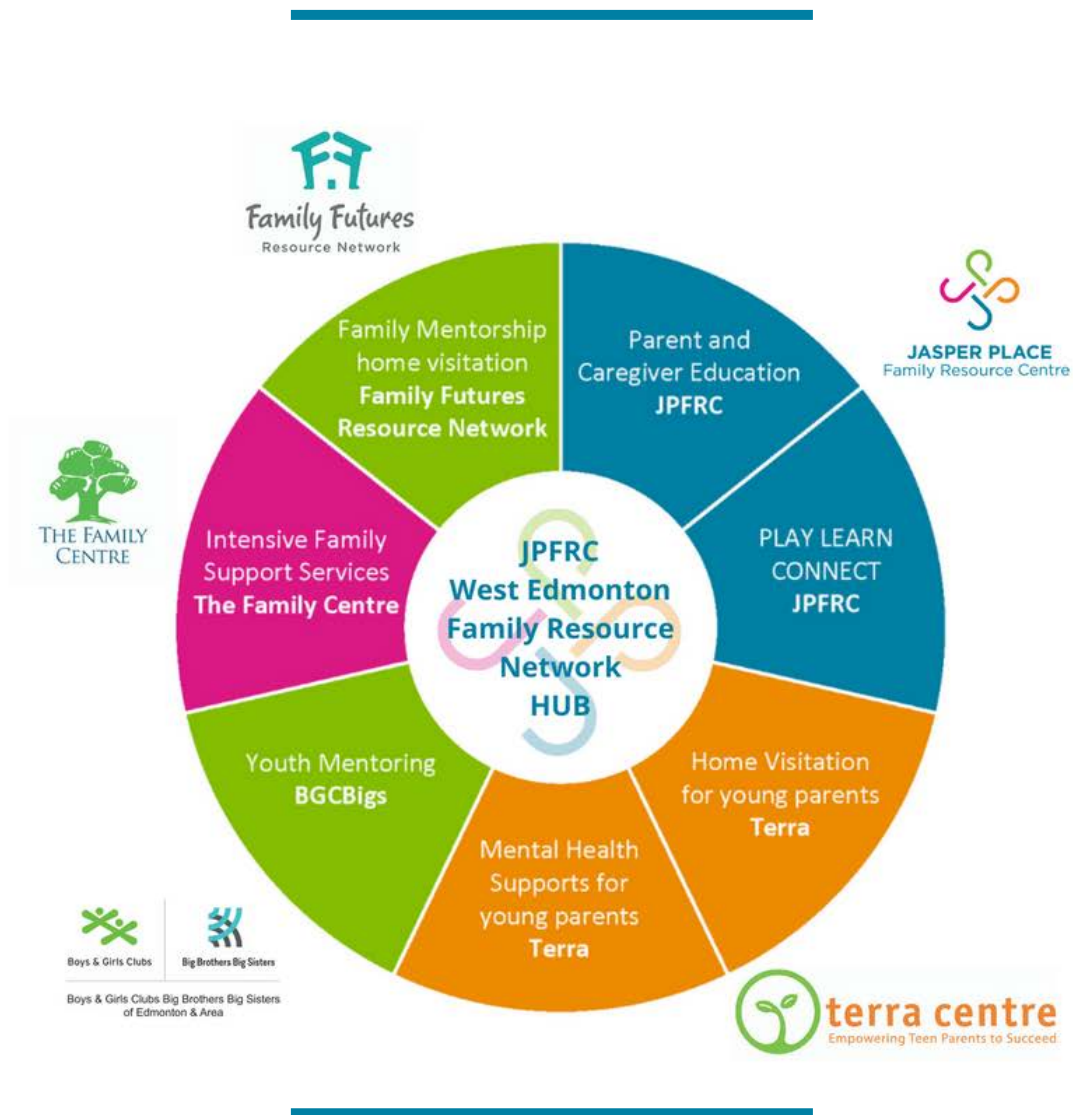 Family Futures
Resource Network
JASPER PLACE
Family Resource Centre
Family Mentorship
home visitation
Family Futures
Resource Network
Parent and
Caregiver Education
JPFRC
THE FAMILY
CENTRE
Intensive Family
Support Services
The Family Centre
JPFRC
West Edmonton
Family Resource
Network
HUB
PLAY LEARN
CONNECT
JPFRC
Youth Mentoring
BGCBigs
Home Visitation
for young parents
Terra
Mental Health
Supports for
young parents
Terra
Boys & Girls Clubs
Big Brothers Big Sisters
Boys & Girls Clubs Big Brothers Big Sisters
of Edmonton & Area
terra centre
Empowering Teen Parents to Succeed